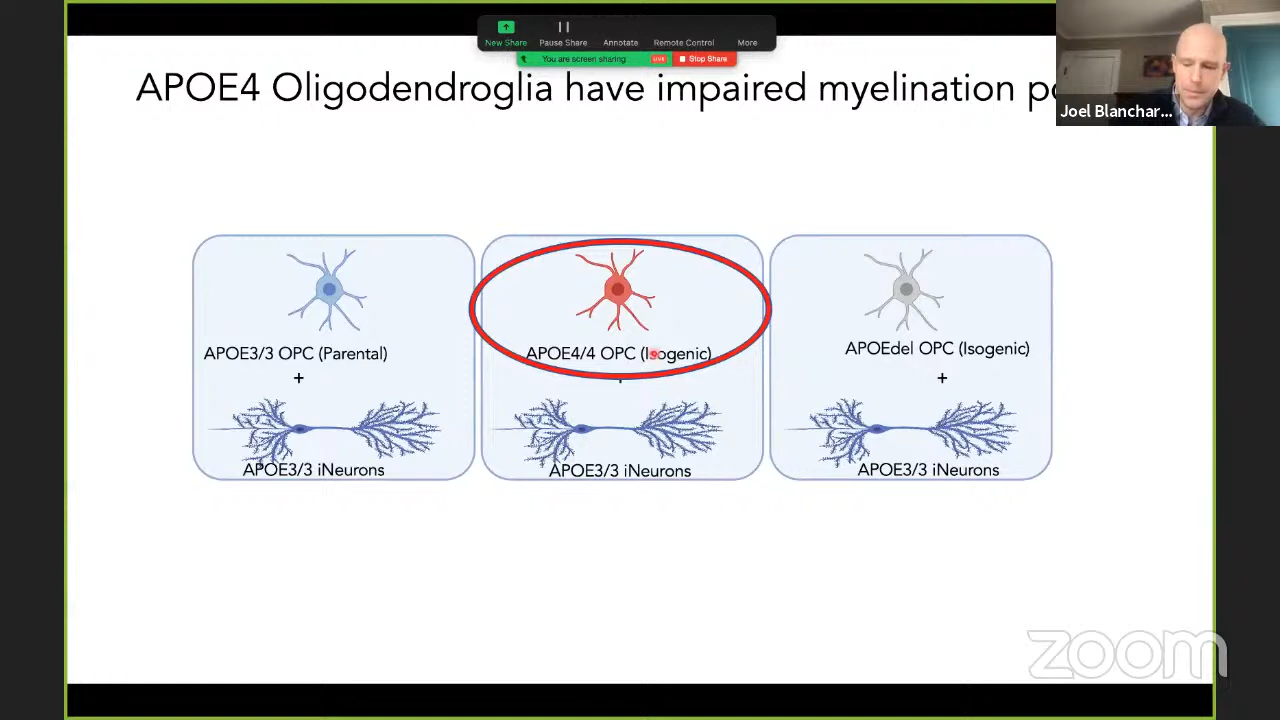 New Share
Pause Share
Annotate
Remote Control
More
You are screen sharing
LIVE
Stop Share
APOE4 Oligodendroglia have impaired myelination
Joel Blanchar...
APOE3/3 OPC (Parental)
+
APOE3/3 iNeurons
APOE4/4 OPC (Isogenic)
APOE3/3 iNeurons
APOEdel OPC (Isogenic)
+
APOE3/3 iNeurons
zoom